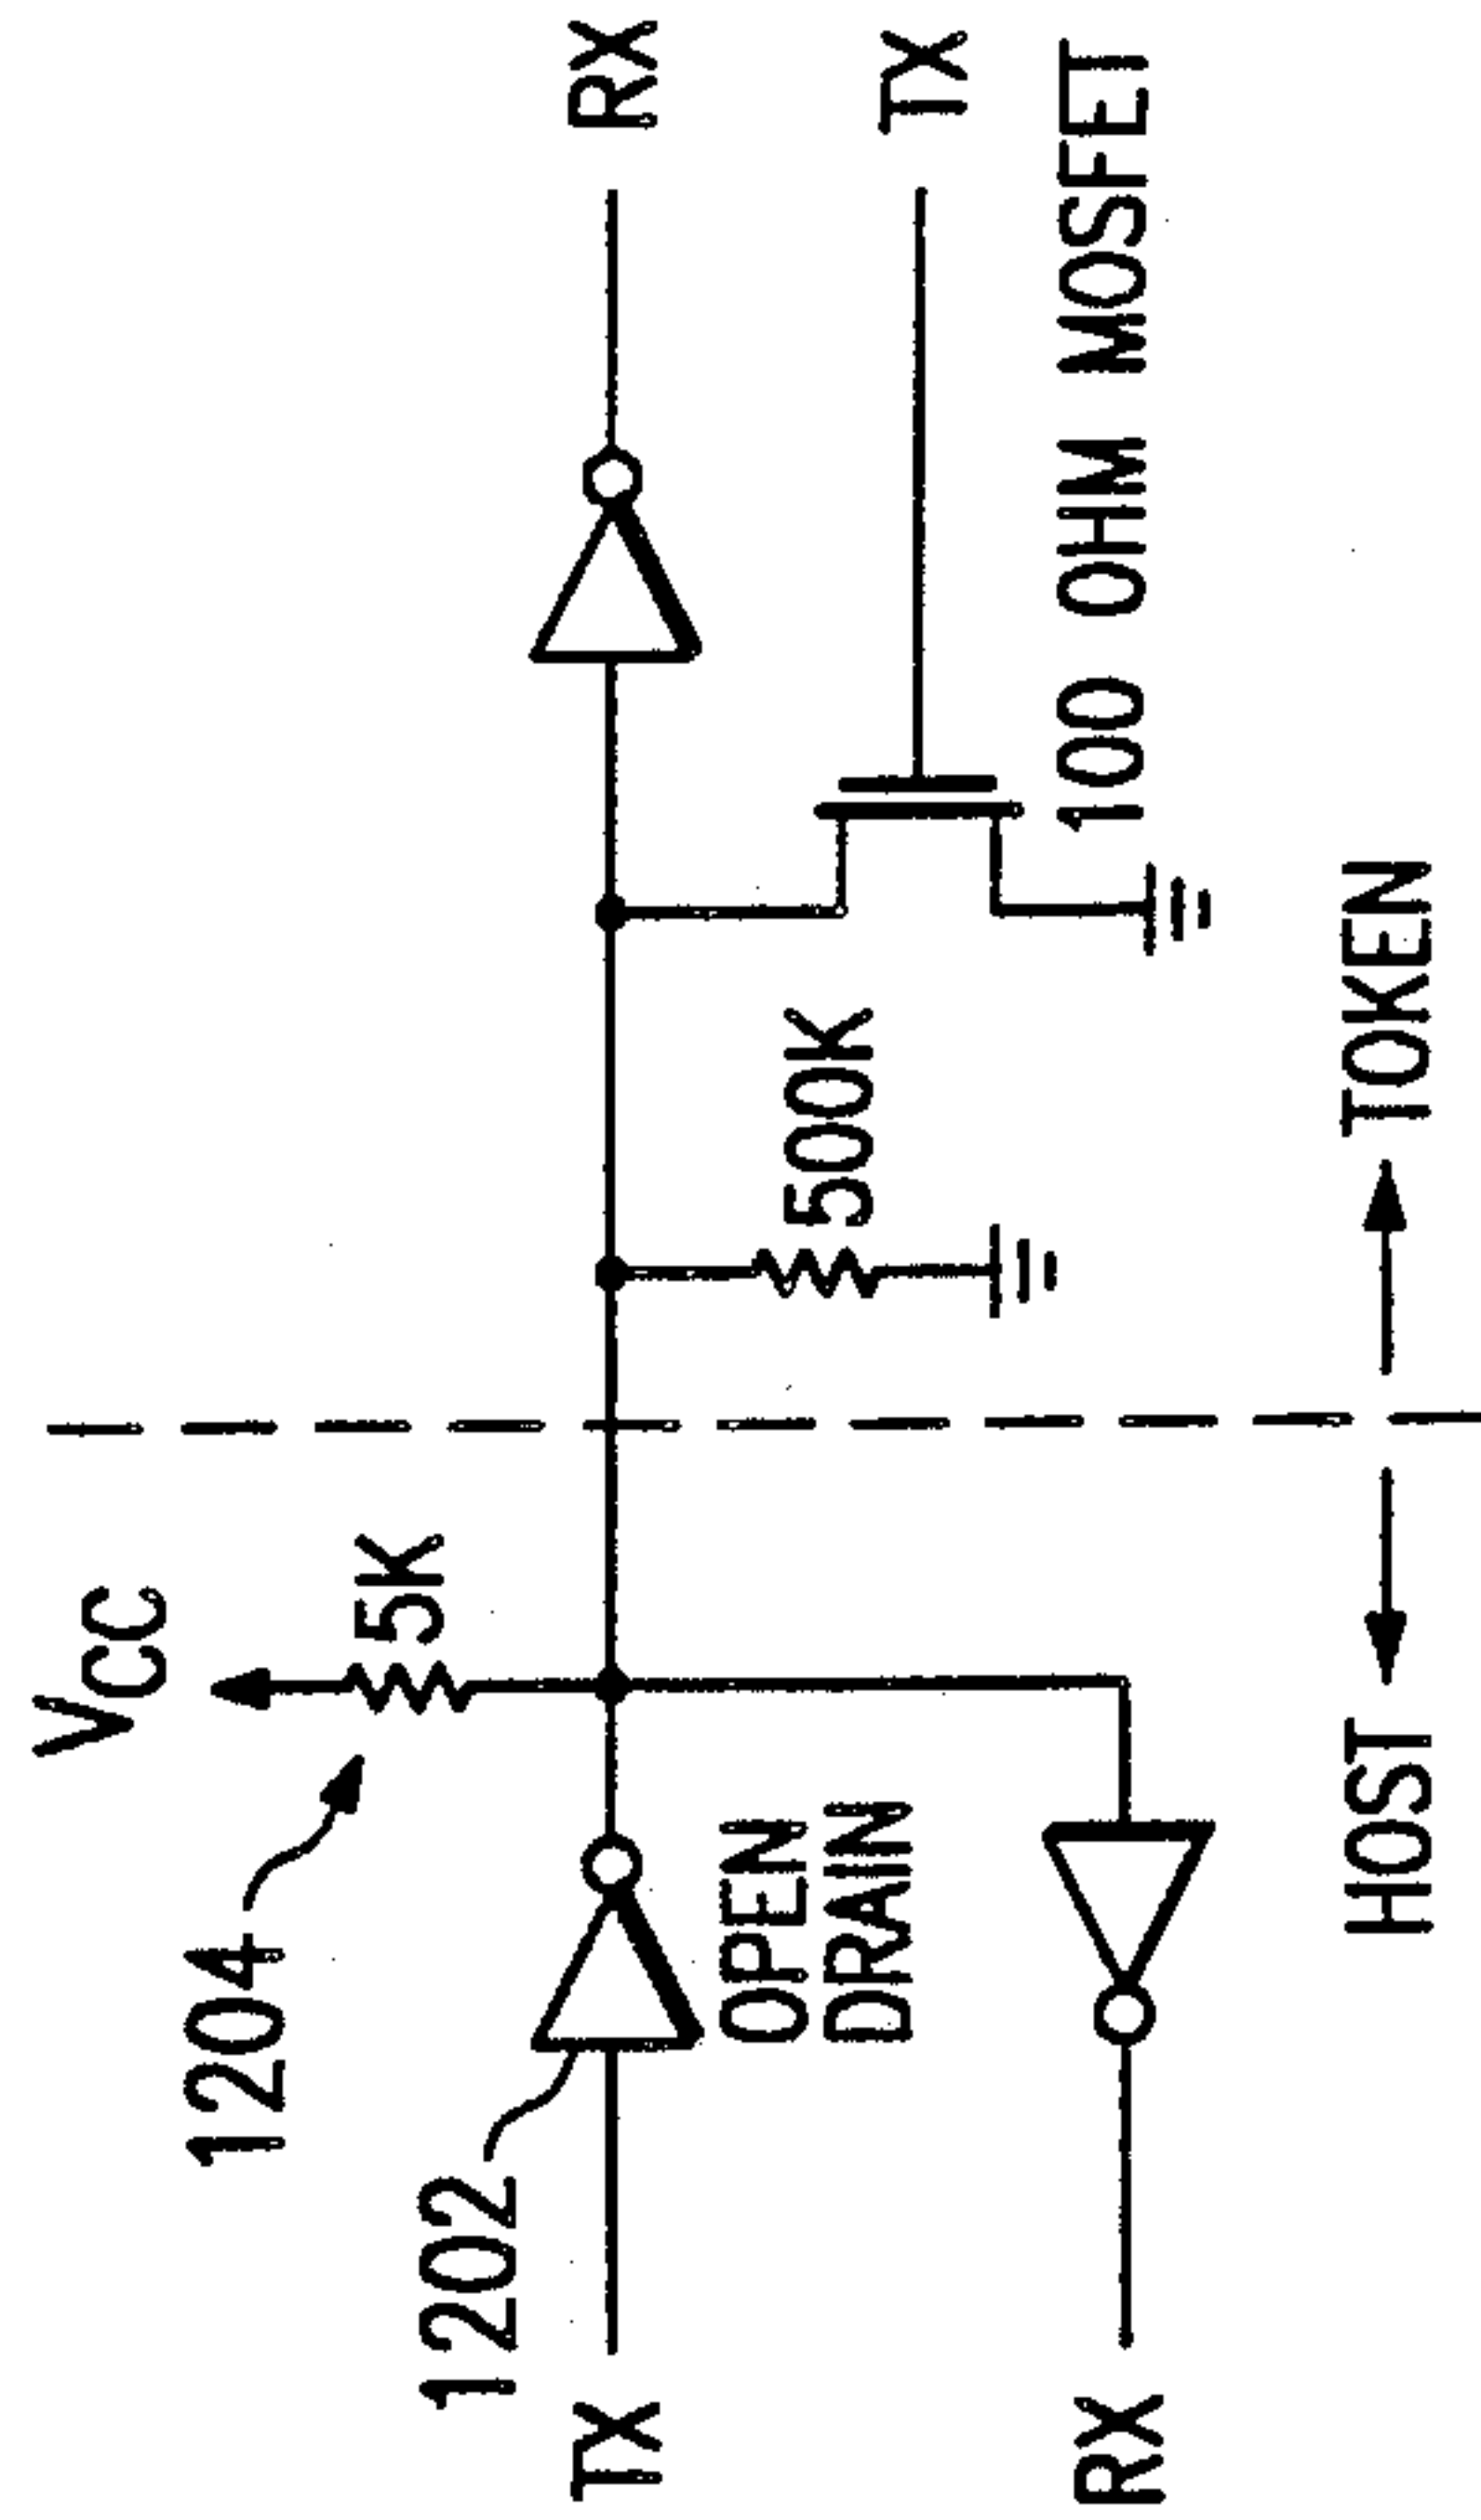 VCC
1204
5K
1202
TX
RX
OPEN
DRAIN
500K
RX
TX
100 OHM MOSFET
HOST
TOKEN